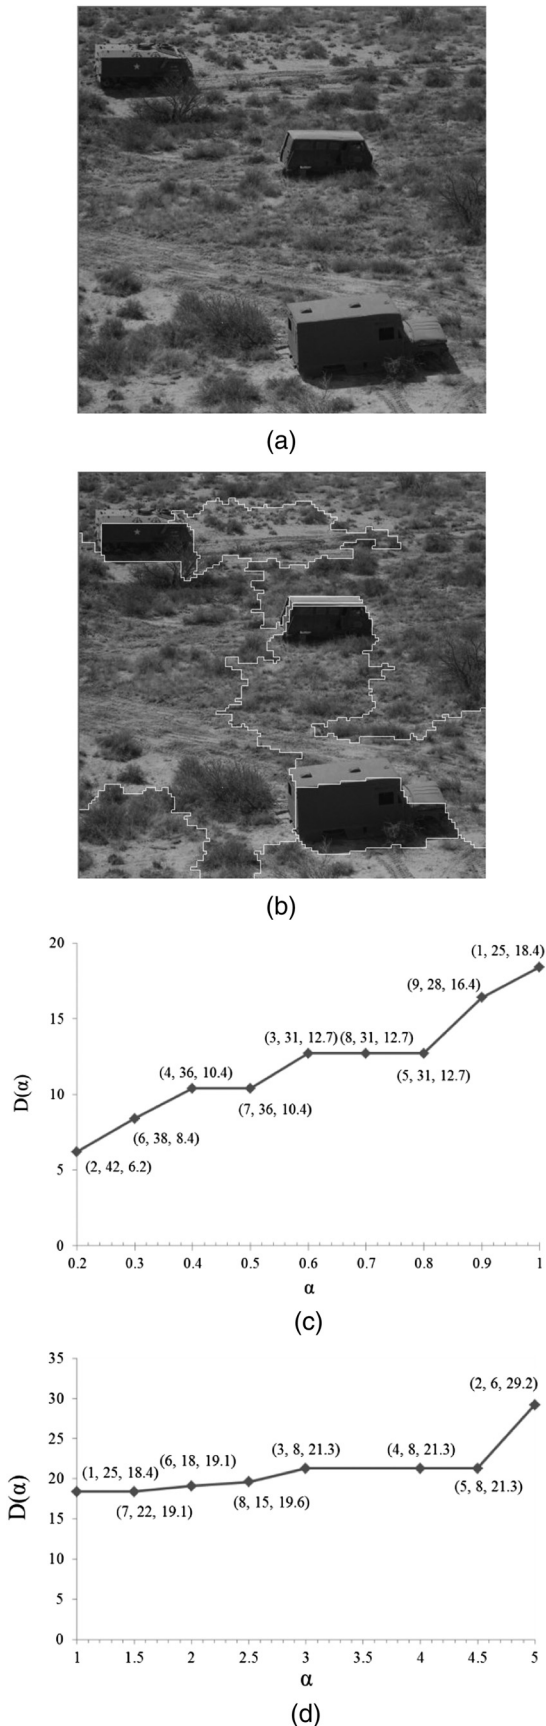 (a)
(b)
20
15
10
5
0
D(α)
(1, 25, 18.4)
(9, 28, 16.4)
(3, 31, 12.7) (8, 31, 12.7)
(5, 31, 12.7)
(4, 36, 10.4)
(7, 36, 10.4)
(6, 38, 8.4)
(2, 42, 6.2)
0.2 0.3 0.4 0.5 0.6 0.7 0.8 0.9 1
α
(c)
35
30
25
20
15
10
5
0
D(α)
(2, 6, 29.2)
(6, 18, 19.1) (3, 8, 21.3) (4, 8, 21.3)
(1, 25, 18.4)
(5, 8, 21.3)
(7, 22, 19.1) (8, 15, 19.6)
1 1.5 2 2.5 3 3.5 4 4.5 5
α
(d)